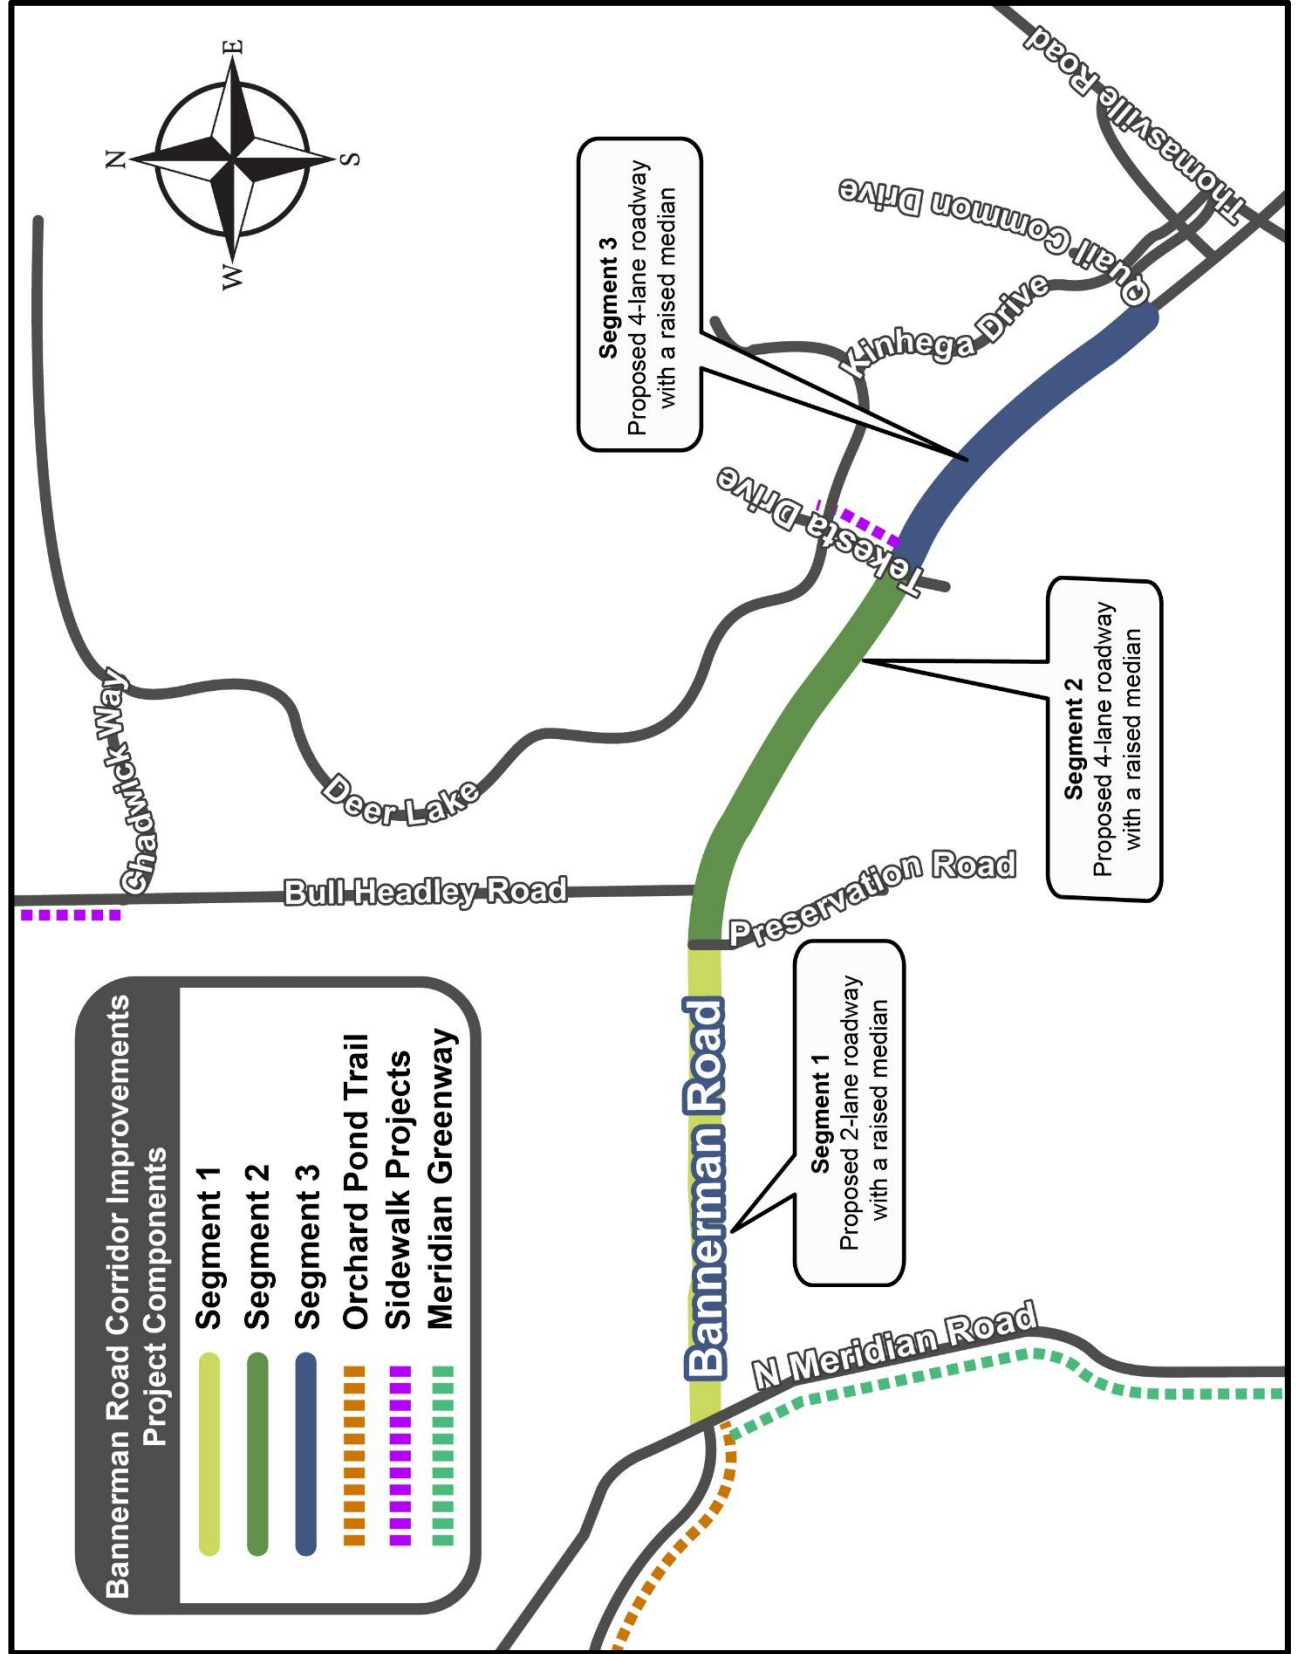 Bannerman Road Corridor Improvements
Project Components
Segment 1
Segment 2
Segment 3
Orchard Pond Trail
Sidewalk Projects
Meridian Greenway
N
E
S
W
Chadwick Way
Deer Lake
Bull Headley Road
Bannerman Road
N Meridian Road
Preservation Road
Tekesta Drive
Kinhega Drive
Quail Common Drive
Thomasville Road
Segment 1
Proposed 2-lane roadway
with a raised median
Segment 2
Proposed 4-lane roadway
with a raised median
Segment 3
Proposed 4-lane roadway
with a raised median